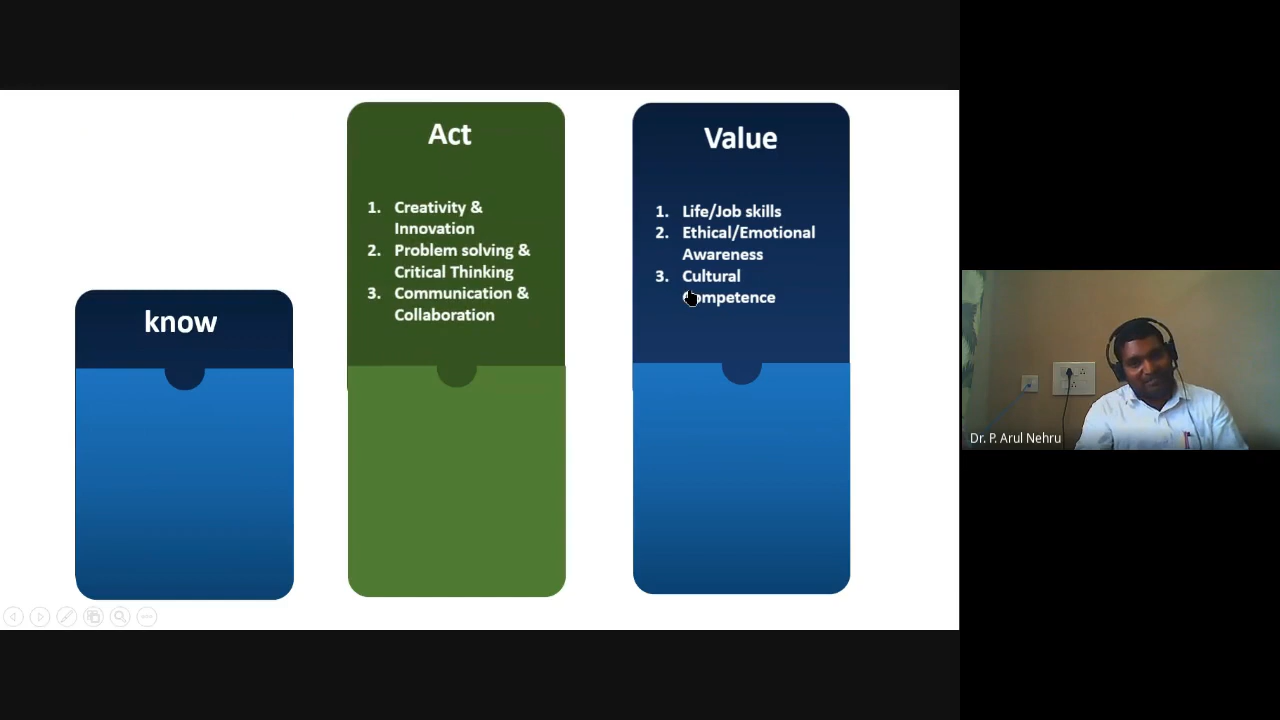 know
Act
1. Creativity &
Innovation
2. Problem solving &
Critical Thinking
3. Communication &
Collaboration
Value
1. Life/Job skills
2. Ethical/Emotional
Awareness
3. Cultural
Competence
Dr. P. Arul Nehru